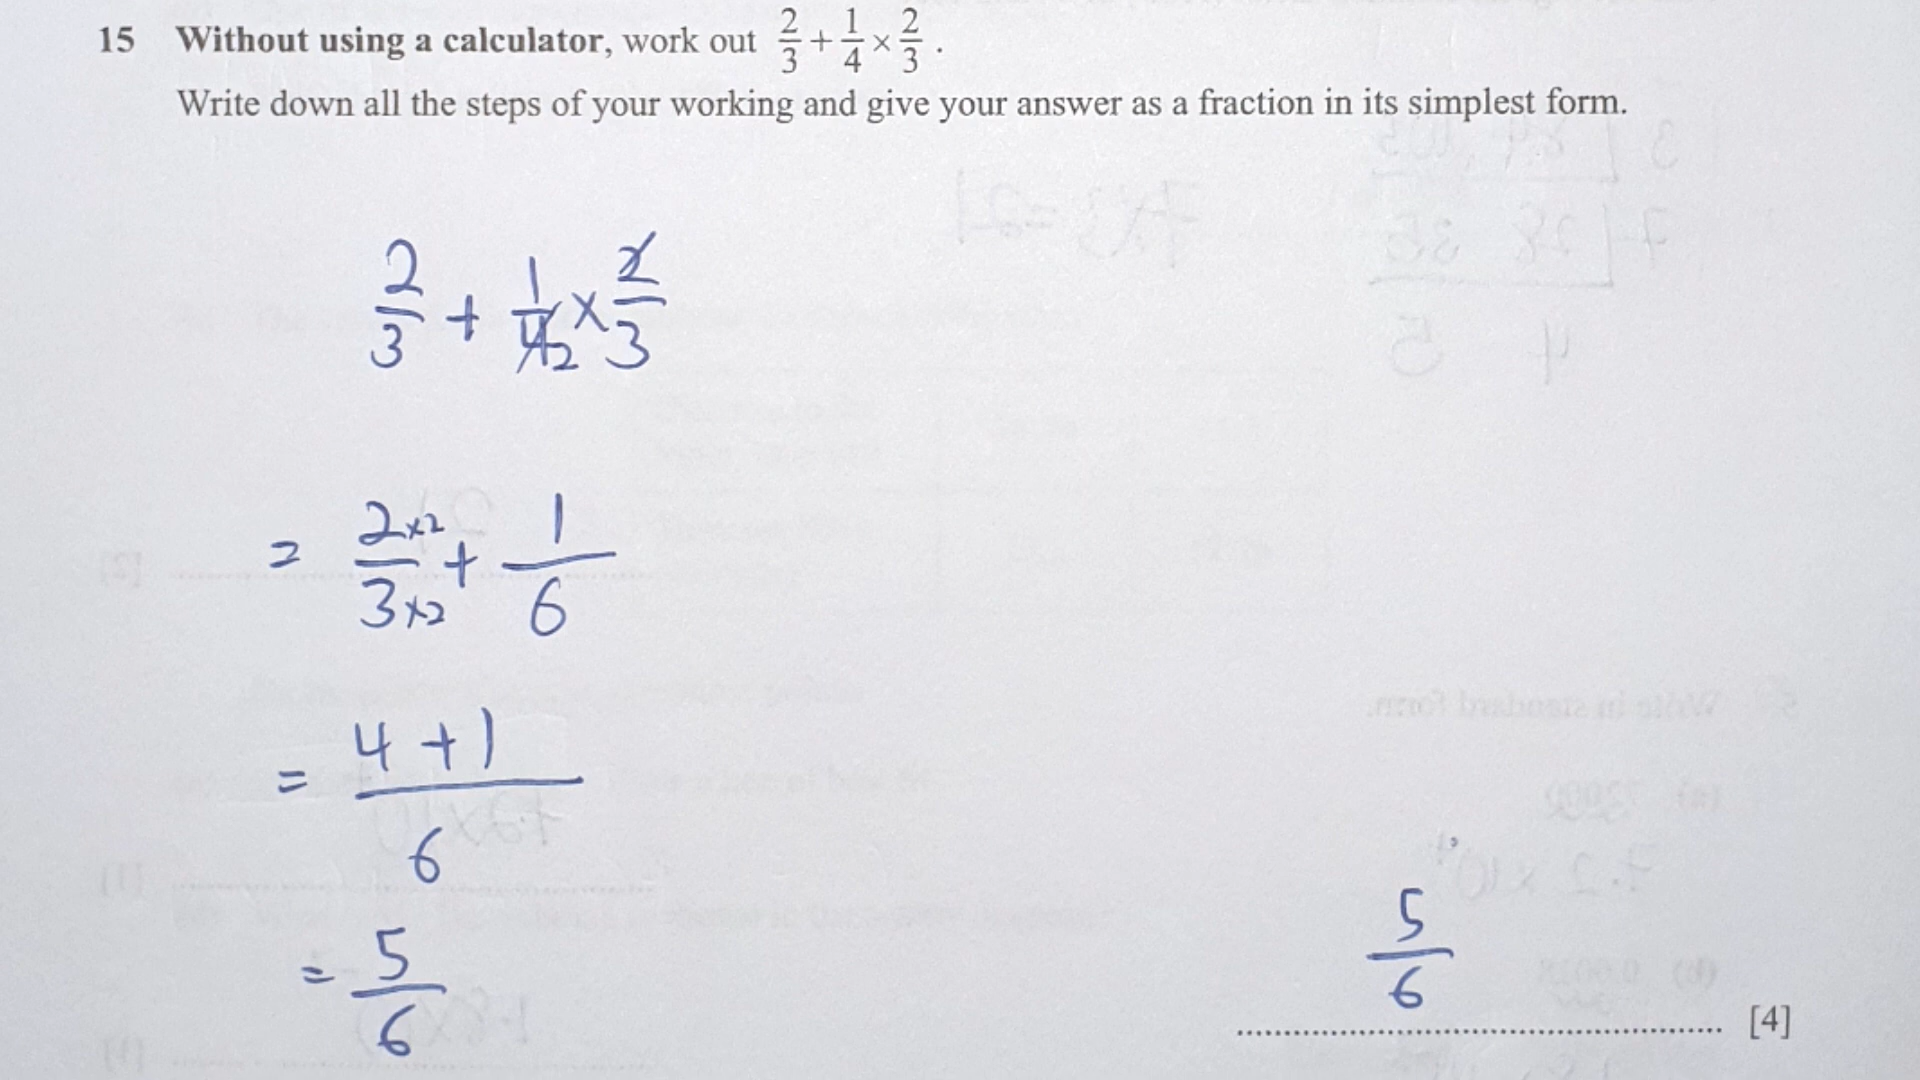 15 Without using a calculator, work out 2/3 + 1/4 × 2/3 .
Write down all the steps of your working and give your answer as a fraction in its simplest form.
2/3 + 1/4 2 × 2/3
= 2×2/3×2 + 1/6
= 4 + 1/6
= 5/6
5/6
[4]